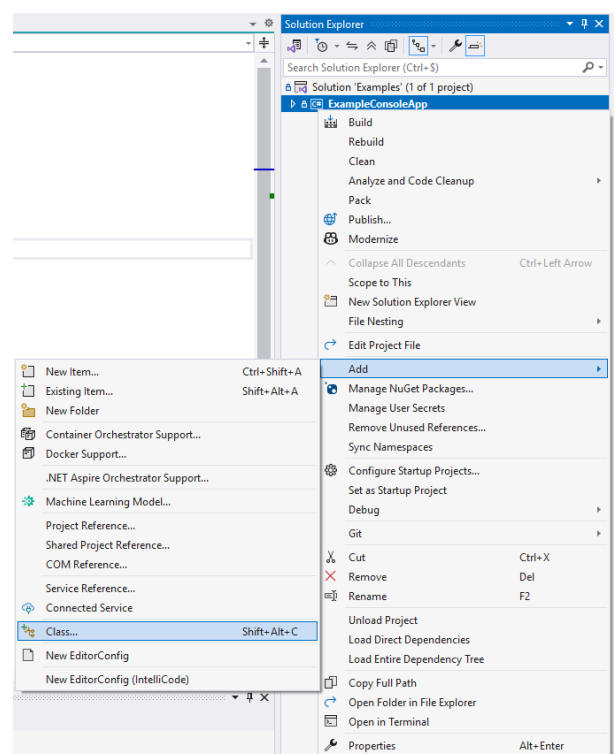 Solution Explorer
Search Solution Explorer (Ctrl+$)
Solution 'Examples' (1 of 1 project)
ExampleConsoleApp
Build
Rebuild
Clean
Analyze and Code Cleanup
Pack
Publish...
Modernize
Collapse All Descendants Ctrl+Left Arrow
Scope to This
New Solution Explorer View
File Nesting
Edit Project File
Add
Manage NuGet Packages...
Manage User Secrets
Remove Unused References...
Sync Namespaces
Configure Startup Projects...
Set as Startup Project
Debug
Git
Cut Ctrl+X
Remove Del
Rename F2
Unload Project
Load Direct Dependencies
Load Entire Dependency Tree
Copy Full Path
Open Folder in File Explorer
Open in Terminal
Properties Alt+Enter
New Item... Ctrl+Shift+A
Existing Item... Shift+Alt+A
New Folder
Container Orchestrator Support...
Docker Support...
.NET Aspire Orchestrator Support...
Machine Learning Model...
Project Reference...
Shared Project Reference...
COM Reference...
Service Reference...
Connected Service
Class... Shift+Alt+C
New EditorConfig
New EditorConfig (IntelliCode)